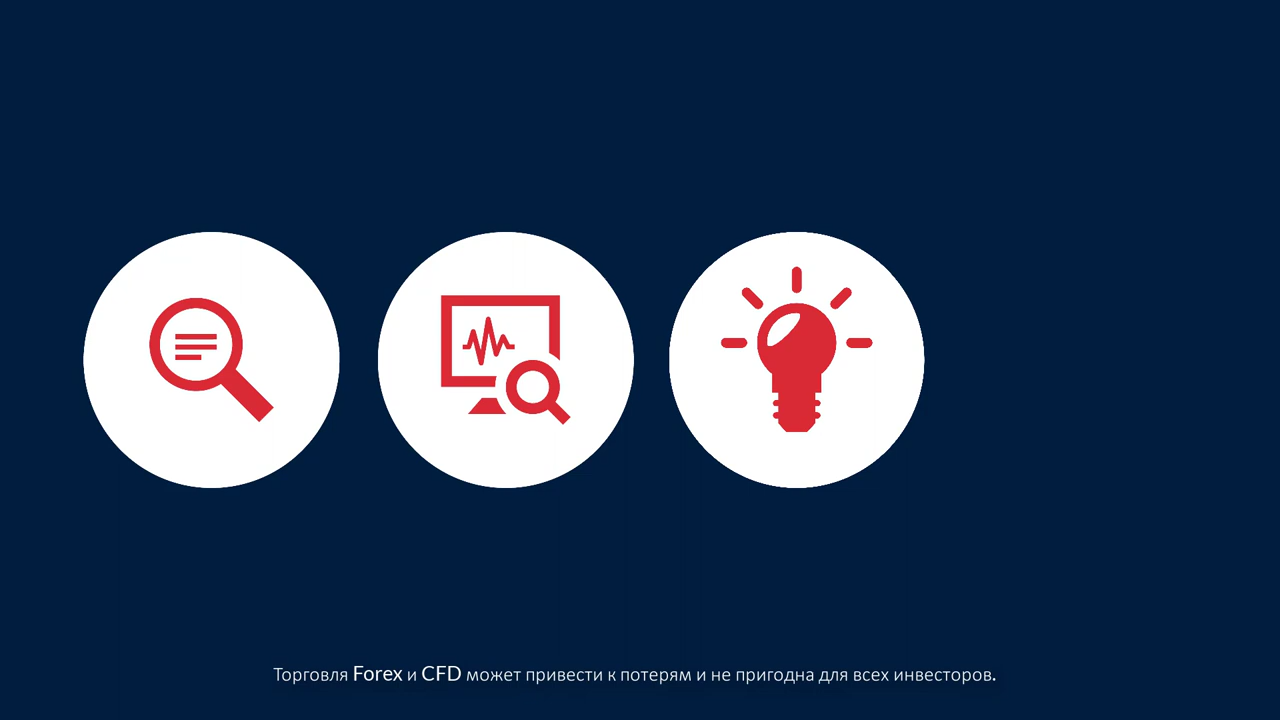 Торговля Forex и CFD может привести к потерям и не пригодна для всех инвесторов.